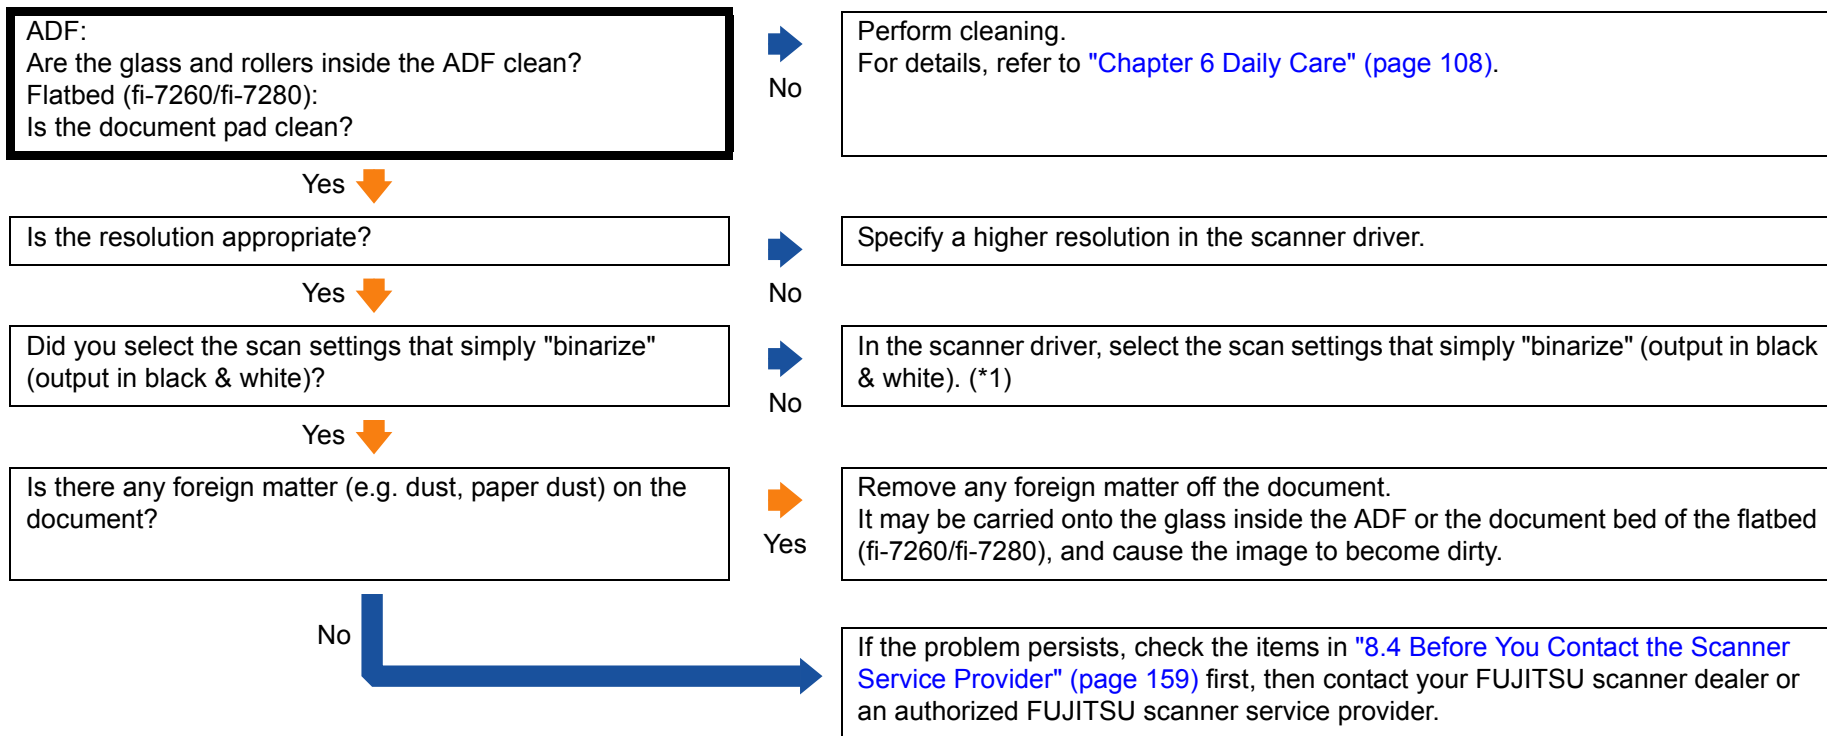 ADF:
Are the glass and rollers inside the ADF clean?
Flatbed (fi-7260/fi-7280):
Is the document pad clean?
No
Perform cleaning.
For details, refer to "Chapter 6 Daily Care" (page 108).
Yes
Is the resolution appropriate?
No
Specify a higher resolution in the scanner driver.
Yes
Did you select the scan settings that simply "binarize"
(output in black & white)?
No
In the scanner driver, select the scan settings that simply "binarize" (output in black
& white). (*1)
Yes
Is there any foreign matter (e.g. dust, paper dust) on the
document?
Yes
Remove any foreign matter off the document.
It may be carried onto the glass inside the ADF or the document bed of the flatbed
(fi-7260/fi-7280), and cause the image to become dirty.
No
If the problem persists, check the items in "8.4 Before You Contact the Scanner
Service Provider" (page 159) first, then contact your FUJITSU scanner dealer or
an authorized FUJITSU scanner service provider.